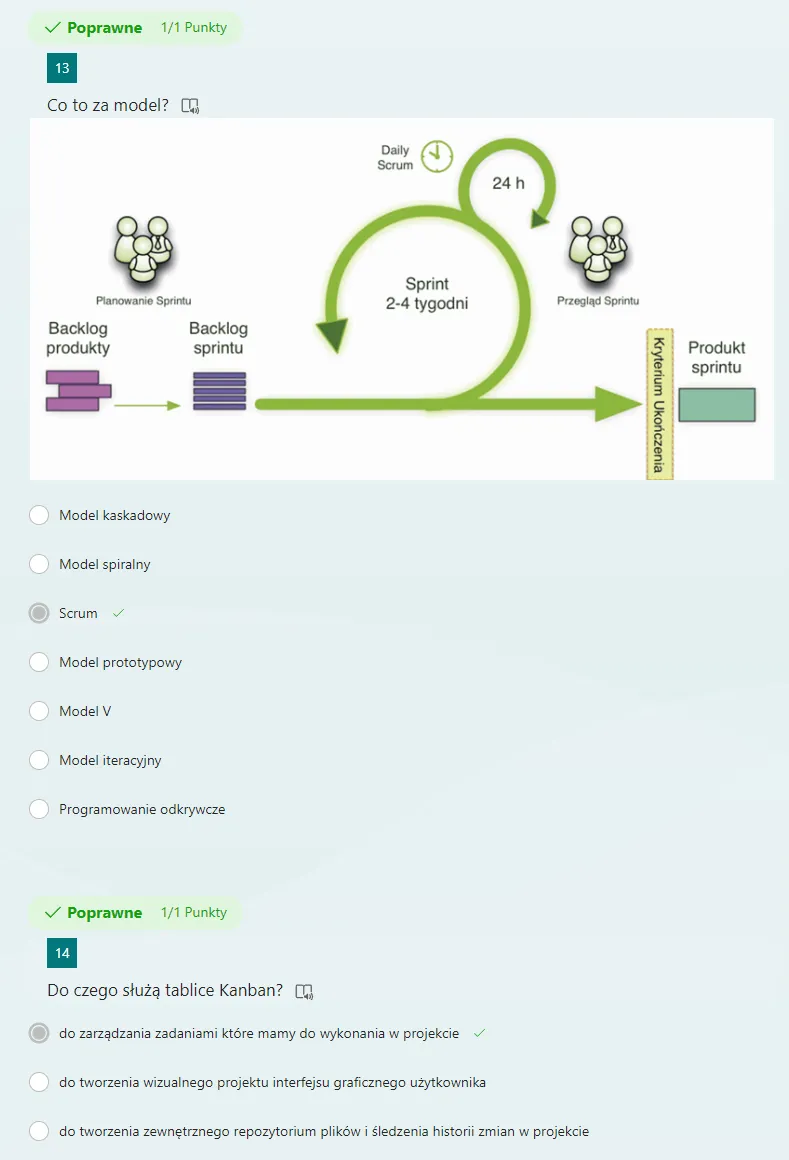 Poprawne 1/1 Punkty
13
Co to za model?
Daily
Scrum
24 h
Planowanie Sprintu
Sprint
2-4 tygodni
Przegląd Sprintu
Backlog
produkty
Backlog
sprintu
Kryterium Ukończenia
Produkt
sprintu
Model kaskadowy
Model spiralny
Scrum
Model prototypowy
Model V
Model iteracyjny
Programowanie odkrywcze
Poprawne 1/1 Punkty
14
Do czego służą tablice Kanban?
do zarządzania zadaniami które mamy do wykonania w projekcie
do tworzenia wizualnego projektu interfejsu graficznego użytkownika
do tworzenia zewnętrznego repozytorium plików i śledzenia historii zmian w projekcie